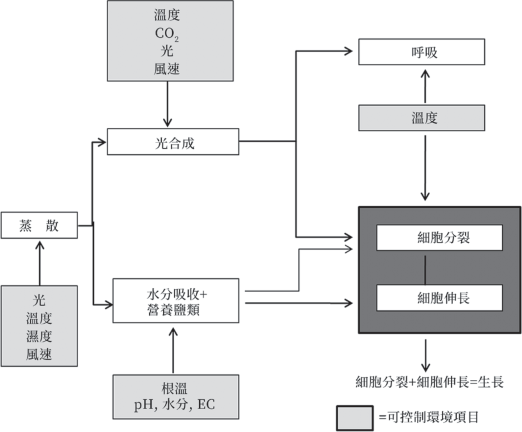 溫度
CO₂
光
風速
呼吸
溫度
光合成
蒸 散
細胞分裂
細胞伸長
水分吸收+
營養鹽類
光
溫度
濕度
風速
根溫
pH, 水分, EC
細胞分裂+細胞伸長=生長
=可控制環境項目